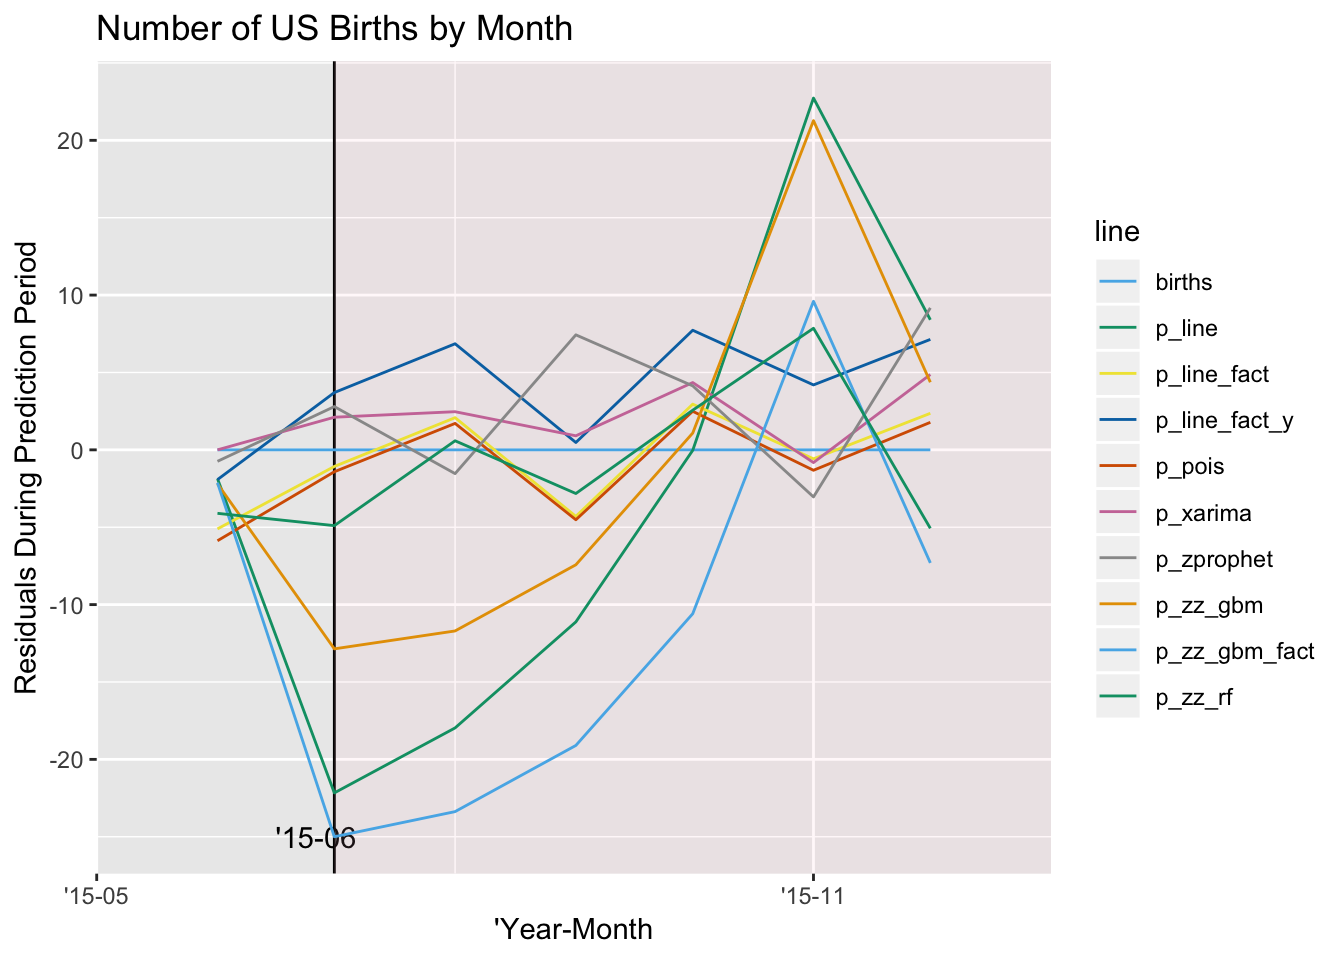 Number of US Births by Month
Residuals During Prediction Period
20
10
0
-10
-20
'15-06
'15-05
'15-11
'Year-Month
line
births
p_line
p_line_fact
p_line_fact_y
p_pois
p_xarima
p_zprophet
p_zz_gbm
p_zz_gbm_fact
p_zz_rf